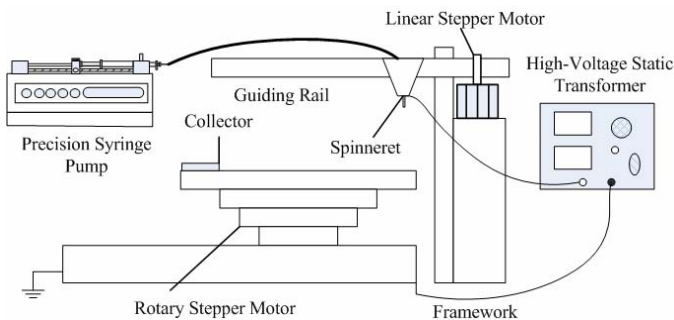 Linear Stepper Motor
High-Voltage Static
Transformer
Guiding Rail
Collector
Precision Syringe
Pump
Spinneret
Rotary Stepper Motor
Framework